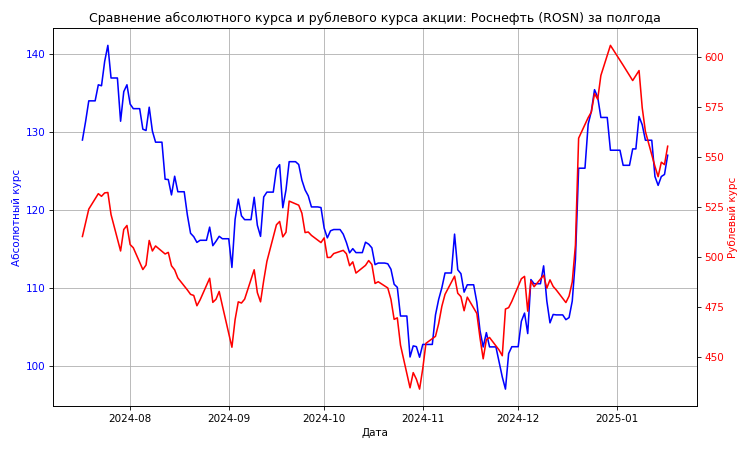 Сравнение абсолютного курса и рублевого курса акции: Роснефть (ROSN) за полгода
Абсолютный курс
140
130
120
110
100
600
575
550
525
500
475
450
Рублевый курс
2024-08 2024-09 2024-10 2024-11 2024-12 2025-01
Дата